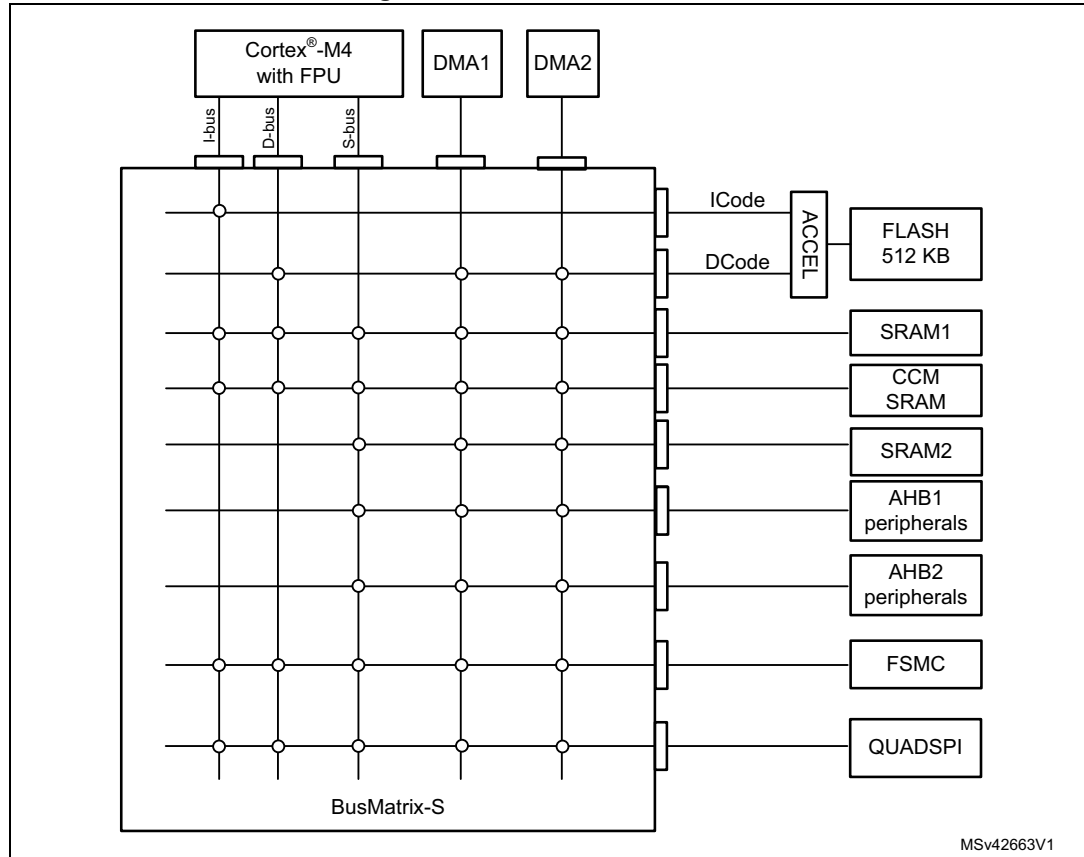 Cortex®-M4
with FPU
DMA1
DMA2
I-bus
D-bus
S-bus
ICode
DCode
ACCEL
FLASH
512 KB
SRAM1
CCM
SRAM
SRAM2
AHB1
peripherals
AHB2
peripherals
FSMC
QUADSPI
BusMatrix-S
MSv42663V1